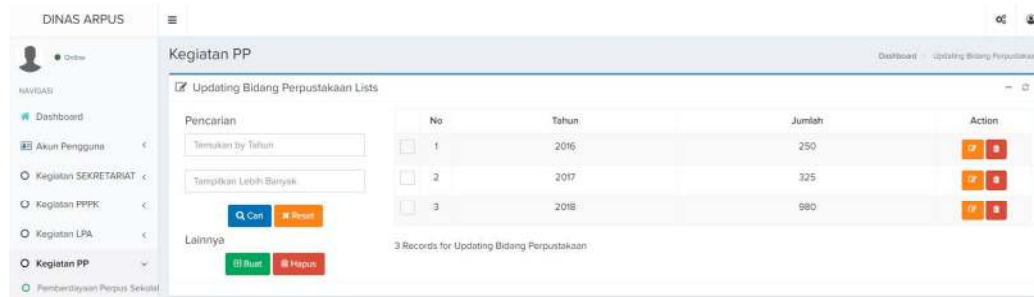 DINAS ARPUS
Online
Kegiatan PP
Dashboard
Updating Bidang Perpustakaan
NAVIGASI
Dashboard
Akun Pengguna
Kegiatan SEKRETARIAT
Kegiatan PPPK
Kegiatan LPA
Kegiatan PP
Pemberdayaan Perpus Sekolah
Updating Bidang Perpustakaan Lists
Pencarian
Temukan by Tahun
Tampilkan Lebih Banyak
Cari Reset
Lainnya
Buat Hapus
No Tahun Jumlah Action
1 2016 250
2 2017 325
3 2018 980
3 Records for Updating Bidang Perpustakaan